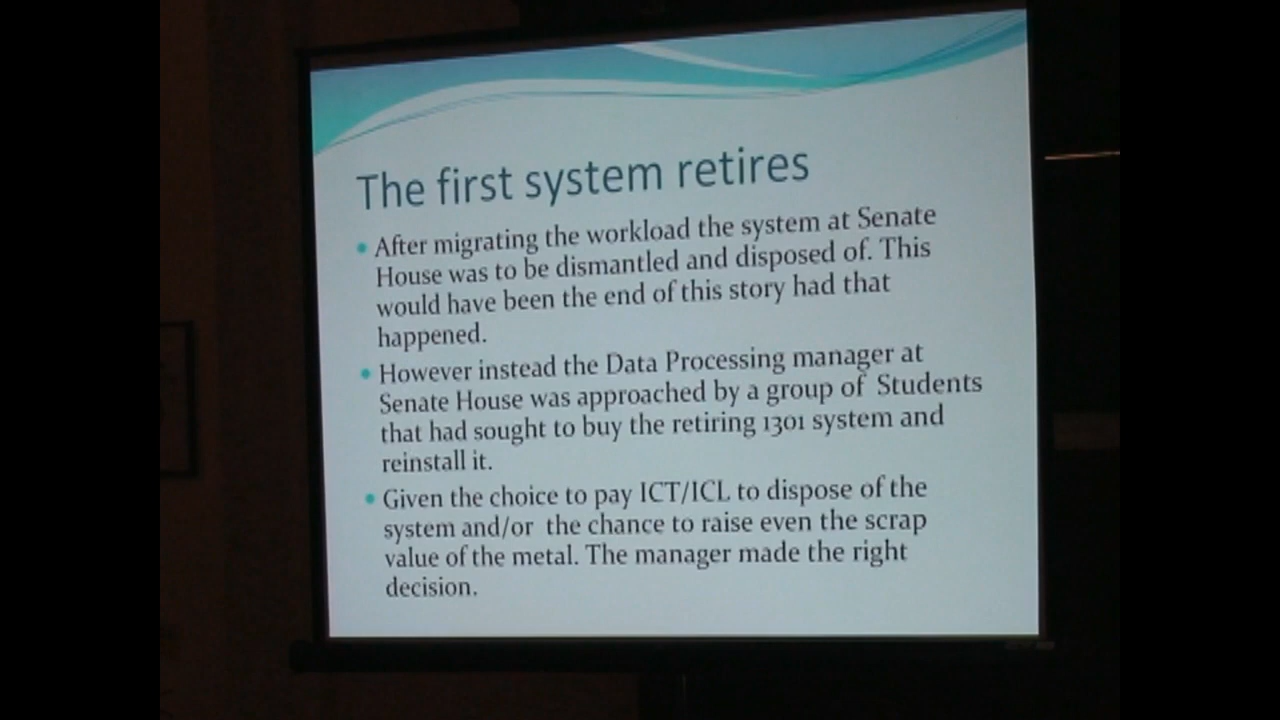 The first system retires
• After migrating the workload the system at Senate
House was to be dismantled and disposed of. This
would have been the end of this story had that
happened.
• However instead the Data Processing manager at
Senate House was approached by a group of  Students
that had sought to buy the retiring 1301 system and
reinstall it.
• Given the choice to pay ICT/ICL to dispose of the
system and/or  the chance to raise even the scrap
value of the metal. The manager made the right
decision.